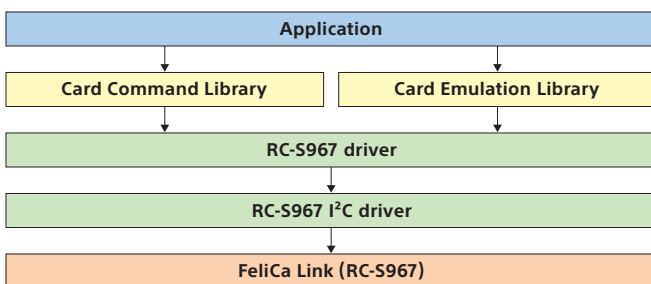 Application
Card Command Library
Card Emulation Library
RC-S967 driver
RC-S967 I²C driver
FeliCa Link (RC-S967)